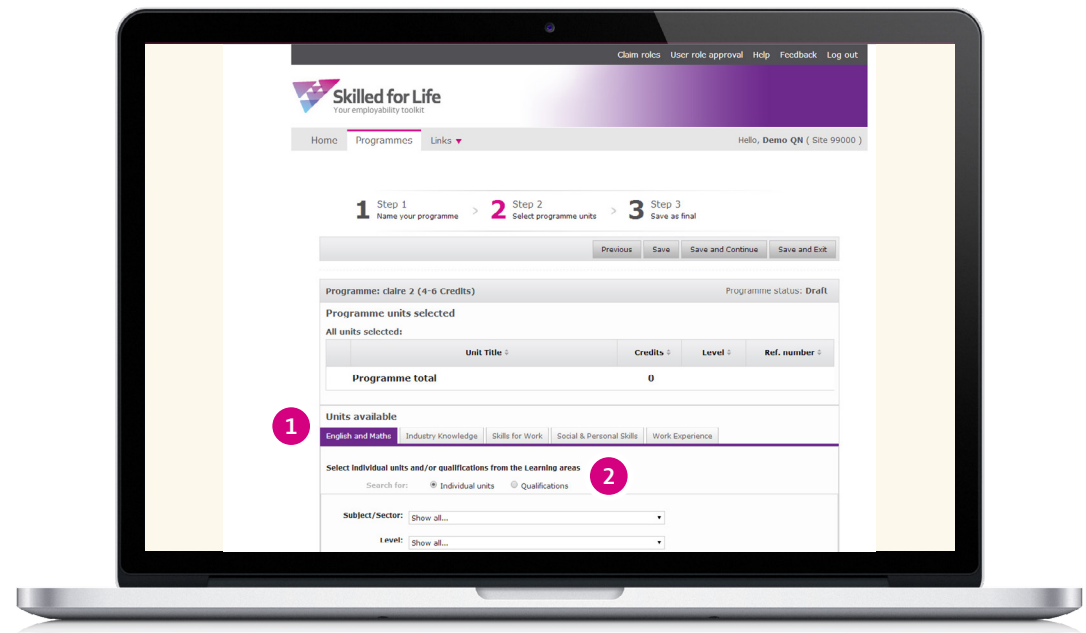 Claim roles User role approval Help Feedback Log out
Skilled for Life
Your employability toolkit
Home Programmes Links ▼ Hello, Demo QN ( Site 99000 )
1 Step 1 > 2 Step 2 > 3 Step 3
Name your programme Select programme units Save as final
Previous Save Save and Continue Save and Exit
Programme: claire 2 (4-6 Credits) Programme status: Draft
Programme units selected
All units selected:
Unit Title Credits Level Ref. number
Programme total 0
Units available
1
English and Maths Industry Knowledge Skills for Work Social & Personal Skills Work Experience
Select individual units and/or qualifications from the Learning areas
2
Search for: Individual units Qualifications
Subject/Sector: Show all...
Level: Show all...